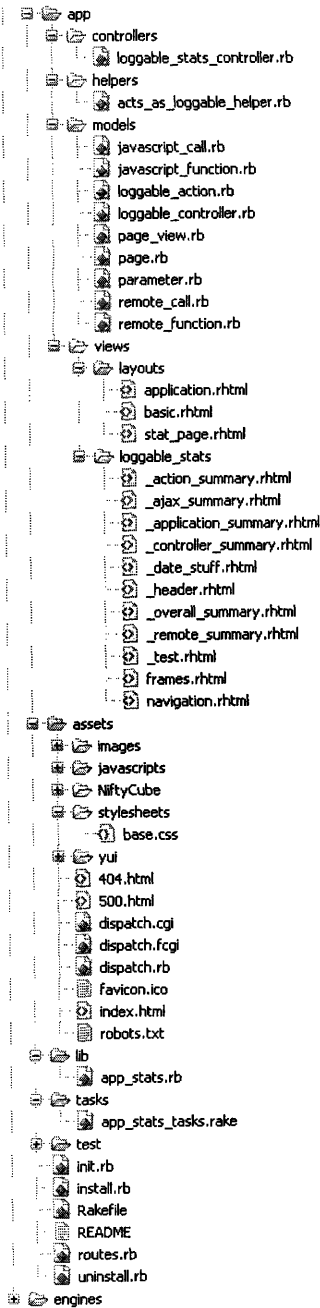 app
controllers
loggable_stats_controller.rb
helpers
acts_as_loggable_helper.rb
models
javascript_call.rb
javascript_function.rb
loggable_action.rb
loggable_controller.rb
page_view.rb
page.rb
parameter.rb
remote_call.rb
remote_function.rb
views
layouts
application.rhtml
basic.rhtml
stat_page.rhtml
loggable_stats
_action_summary.rhtml
_ajax_summary.rhtml
_application_summary.rhtml
_controller_summary.rhtml
_date_stuff.rhtml
_header.rhtml
_overall_summary.rhtml
_remote_summary.rhtml
_test.rhtml
frames.rhtml
navigation.rhtml
assets
images
javascripts
NiftyCube
stylesheets
base.css
yui
404.html
500.html
dispatch.cgi
dispatch.fcgi
dispatch.rb
favicon.ico
index.html
robots.txt
lib
app_stats.rb
tasks
app_stats_tasks.rake
test
init.rb
install.rb
Rakefile
README
routes.rb
uninstall.rb
engines